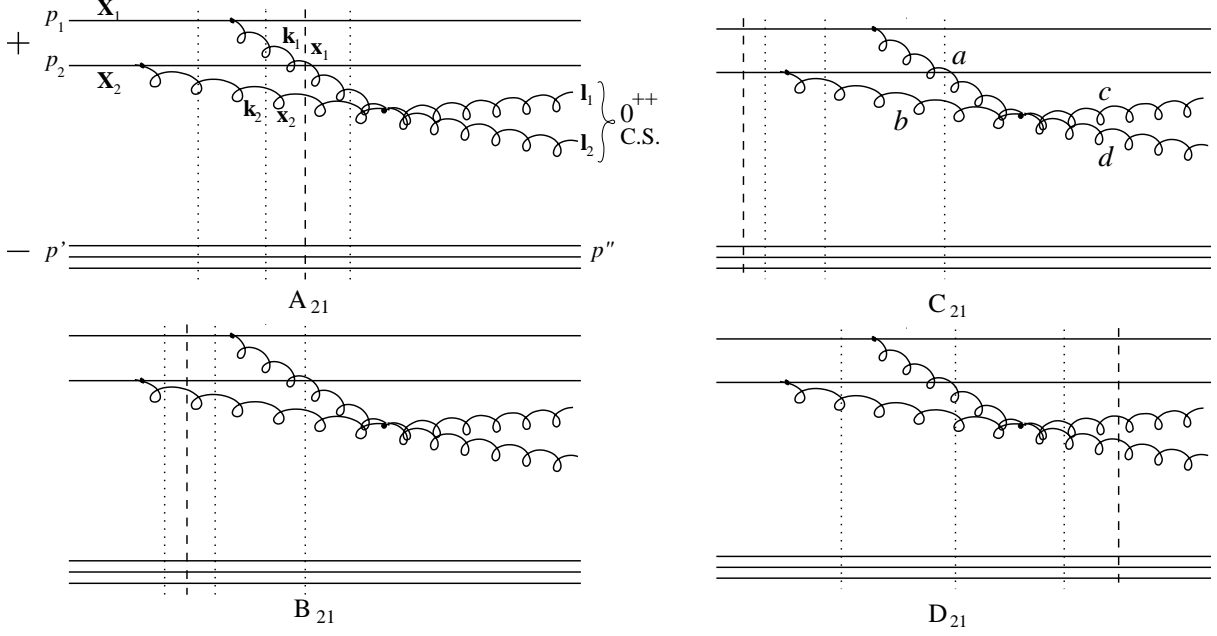 + p₁ X₁
k₁ x₁
p₂
X₂
k₂ x₂
l₁
l₂
0⁺⁺
C.S.
− p' p"
A₂₁
a
b
c
d
C₂₁
B₂₁
D₂₁